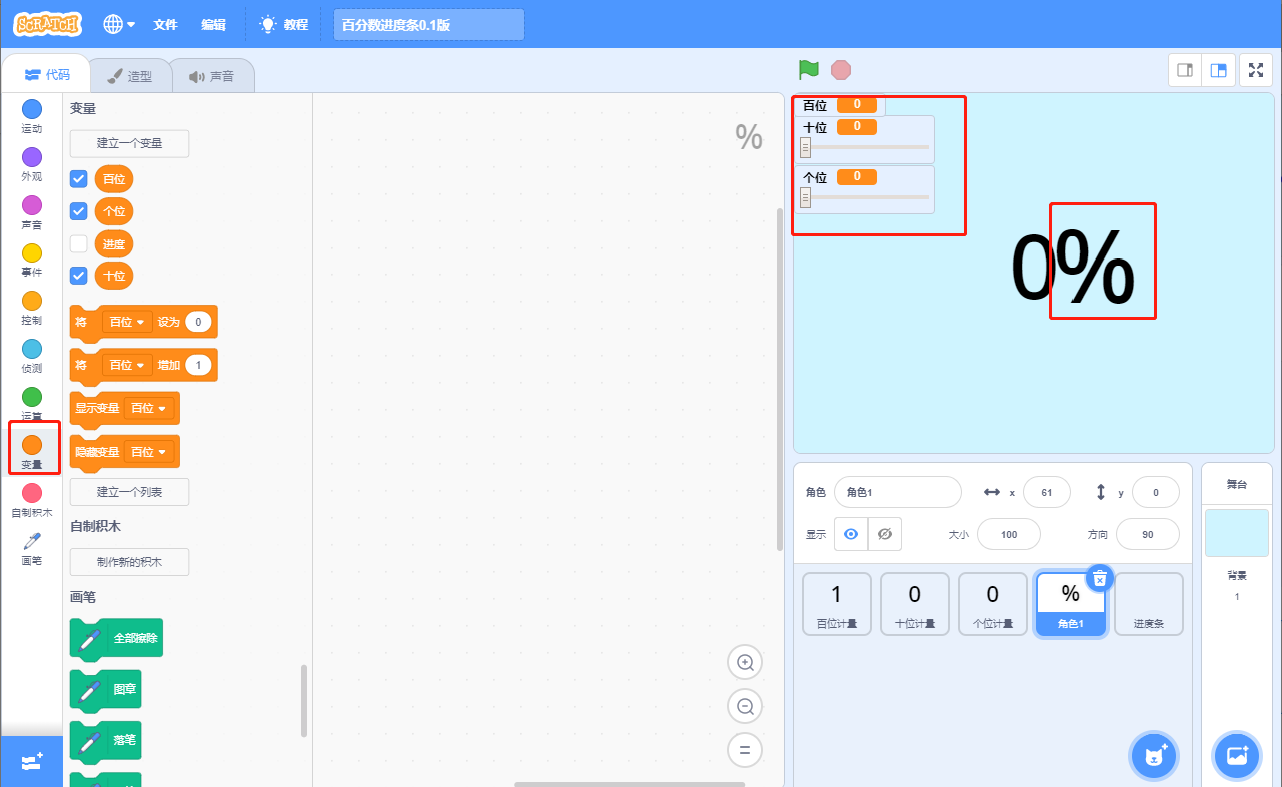 SCRATCH 文件 编辑 教程 百分数进度条0.1版
代码 造型 声音
运动
外观
声音
事件
控制
侦测
运算
变量
自制积木
画笔
变量
建立一个变量
百位
个位
进度
十位
将 百位 设为 0
将 百位 增加 1
显示变量 百位
隐藏变量 百位
建立一个列表
自制积木
制作新的积木
画笔
全部擦除
图章
落笔
%
百位 0
十位 0
个位 0
0%
角色 角色1 x 61 y 0
显示 大小 100 方向 90
1 百位计量
0 十位计量
0 个位计量
% 角色1
进度条
舞台
背景
1